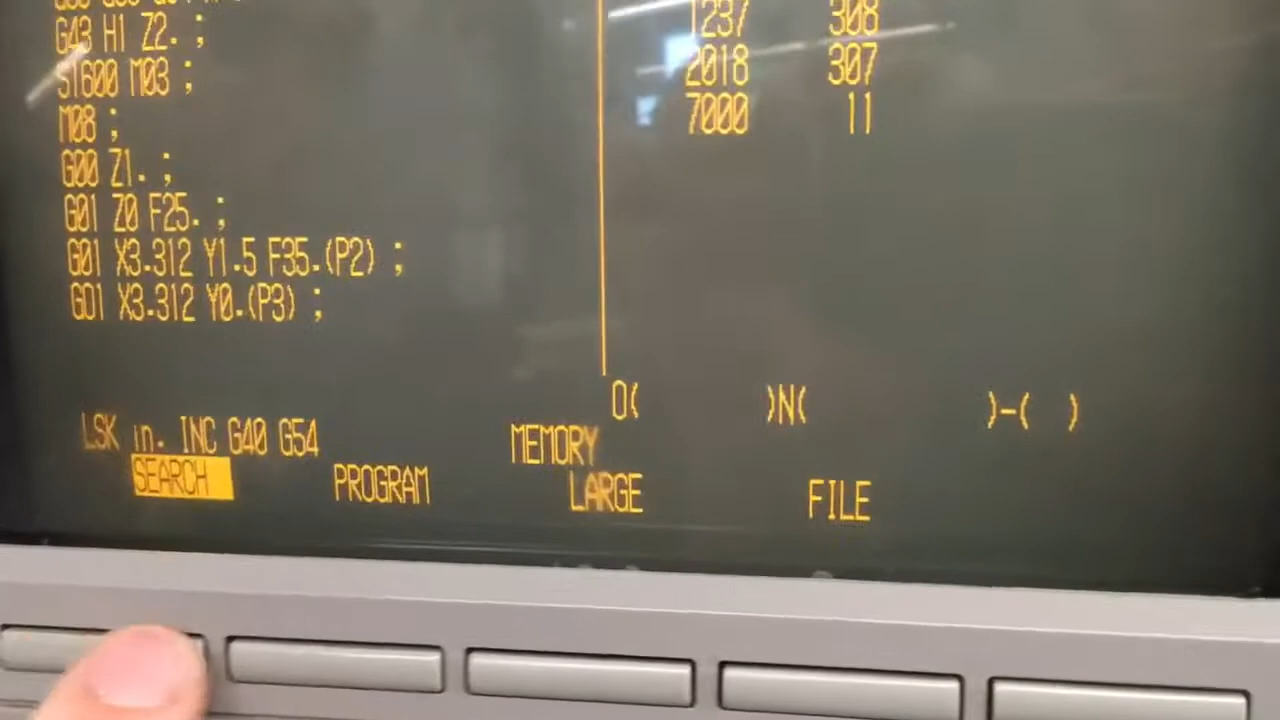 G43 H1 Z2. ;
S1600 M03 ;
M08 ;
G00 Z1. ;
G01 Z0 F25. ;
G01 X3.312 Y1.5 F35.(P2) ;
G01 X3.312 Y0.(P3) ;
1237 308
2018 307
7000 11
O( )N( )-( )
LSK in. INC G40 G54
MEMORY
SEARCH PROGRAM LARGE FILE